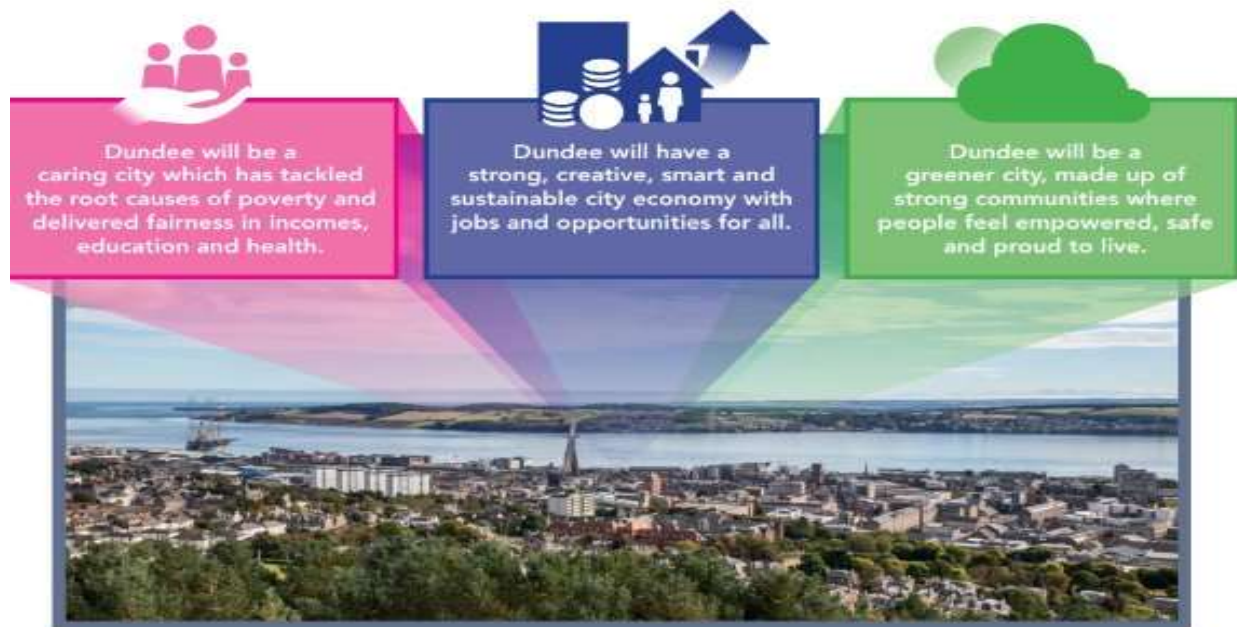 Dundee will be a
caring city which has tackled
the root causes of poverty and
delivered fairness in incomes,
education and health.
Dundee will have a
strong, creative, smart and
sustainable city economy with
jobs and opportunities for all.
Dundee will be a
greener city, made up of
strong communities where
people feel empowered, safe
and proud to live.